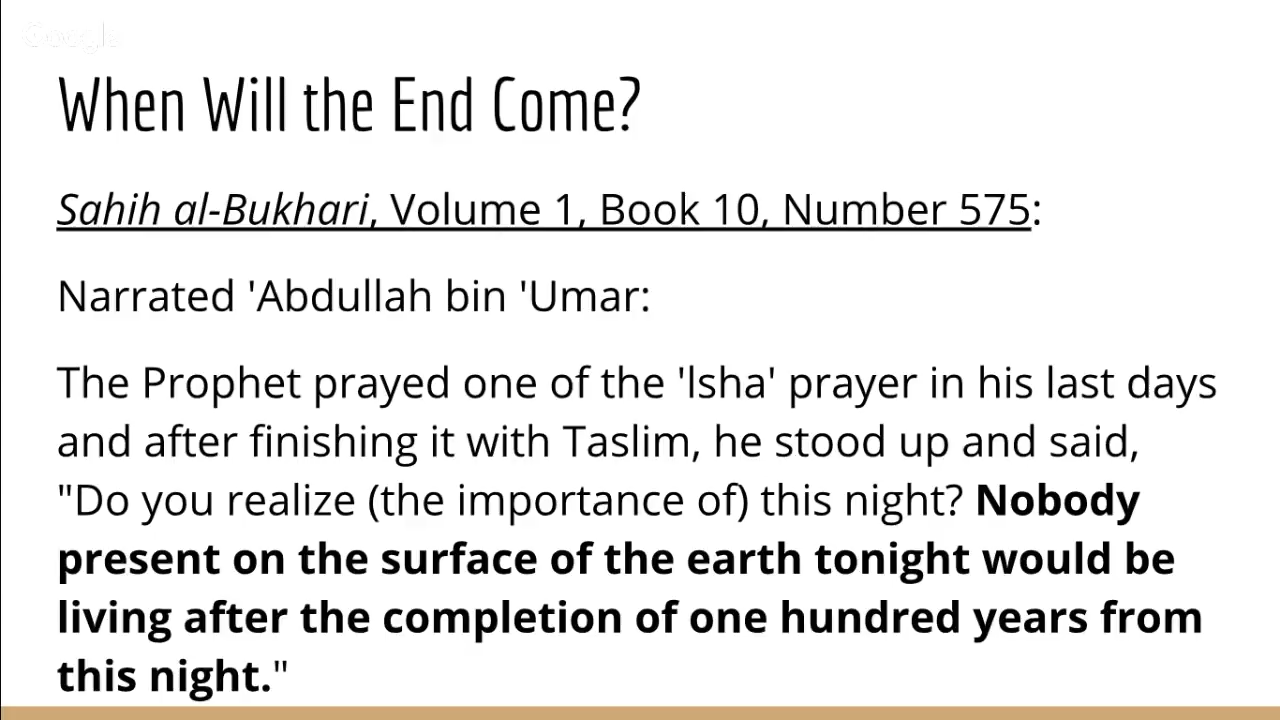 Google
When Will the End Come?
Sahih al-Bukhari, Volume 1, Book 10, Number 575:
Narrated 'Abdullah bin 'Umar:
The Prophet prayed one of the 'lsha' prayer in his last days
and after finishing it with Taslim, he stood up and said,
"Do you realize (the importance of) this night? Nobody
present on the surface of the earth tonight would be
living after the completion of one hundred years from
this night."